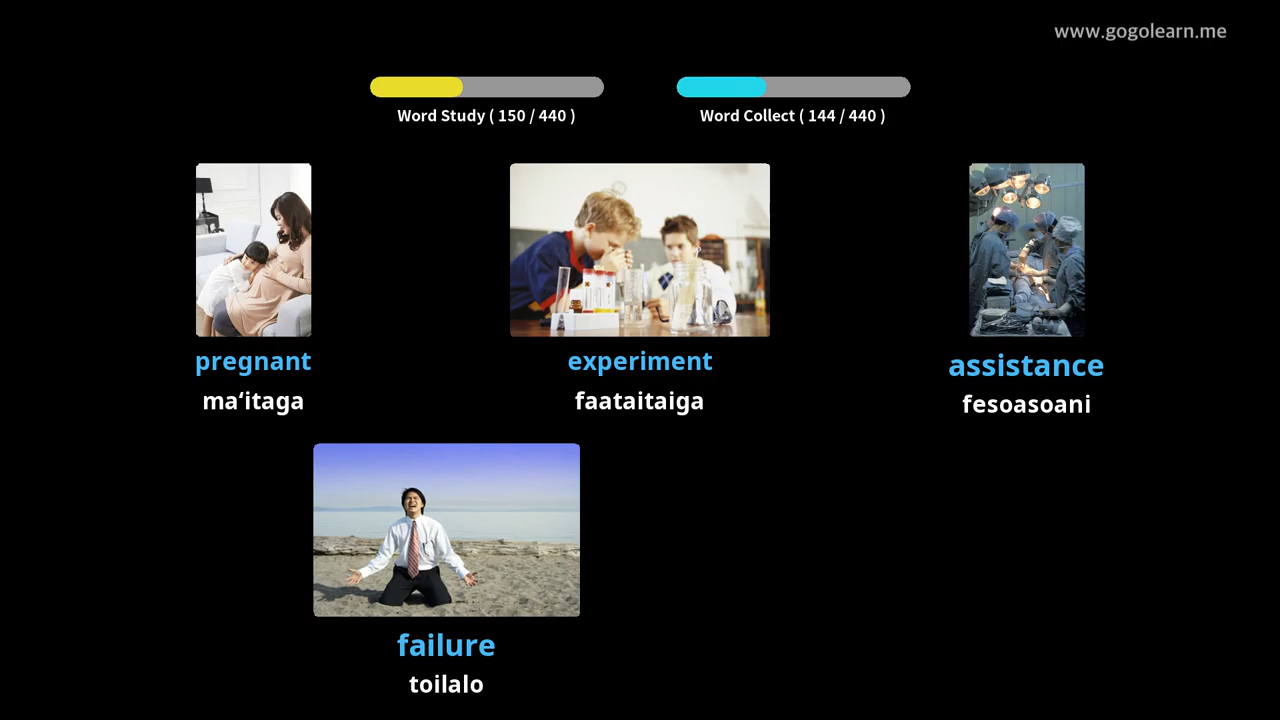 www.gogolearn.me
Word Study ( 150 / 440 )
Word Collect ( 144 / 440 )
pregnant
ma‘itaga
experiment
faataitaiga
assistance
fesoasoani
failure
toilalo